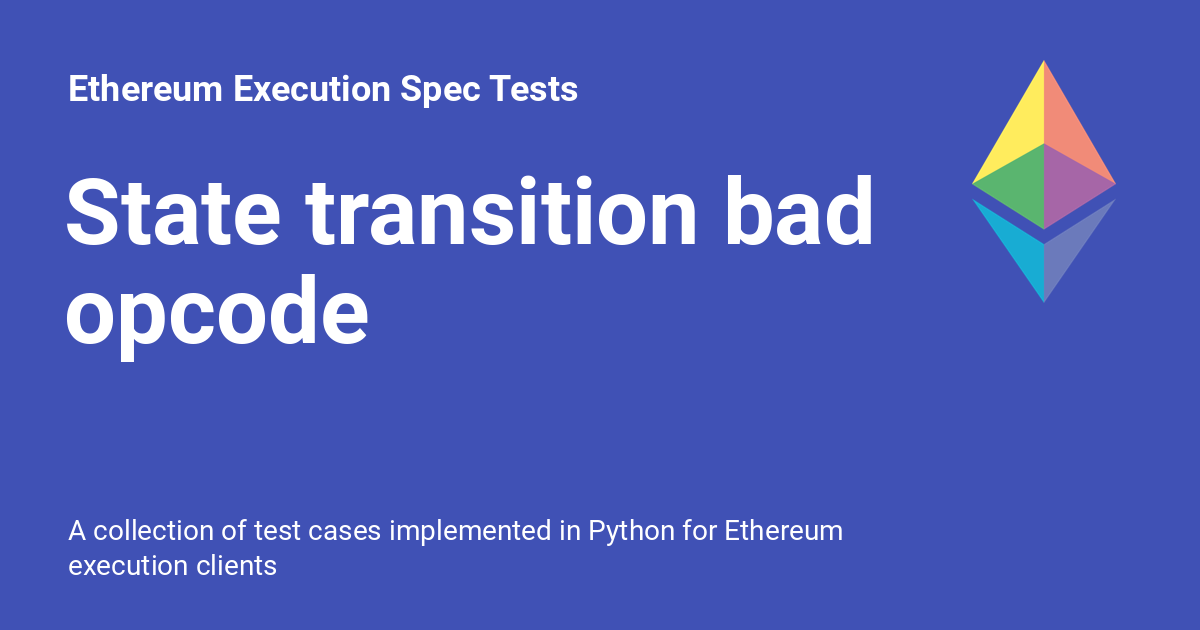 Ethereum Execution Spec Tests
State transition bad
opcode
A collection of test cases implemented in Python for Ethereum
execution clients